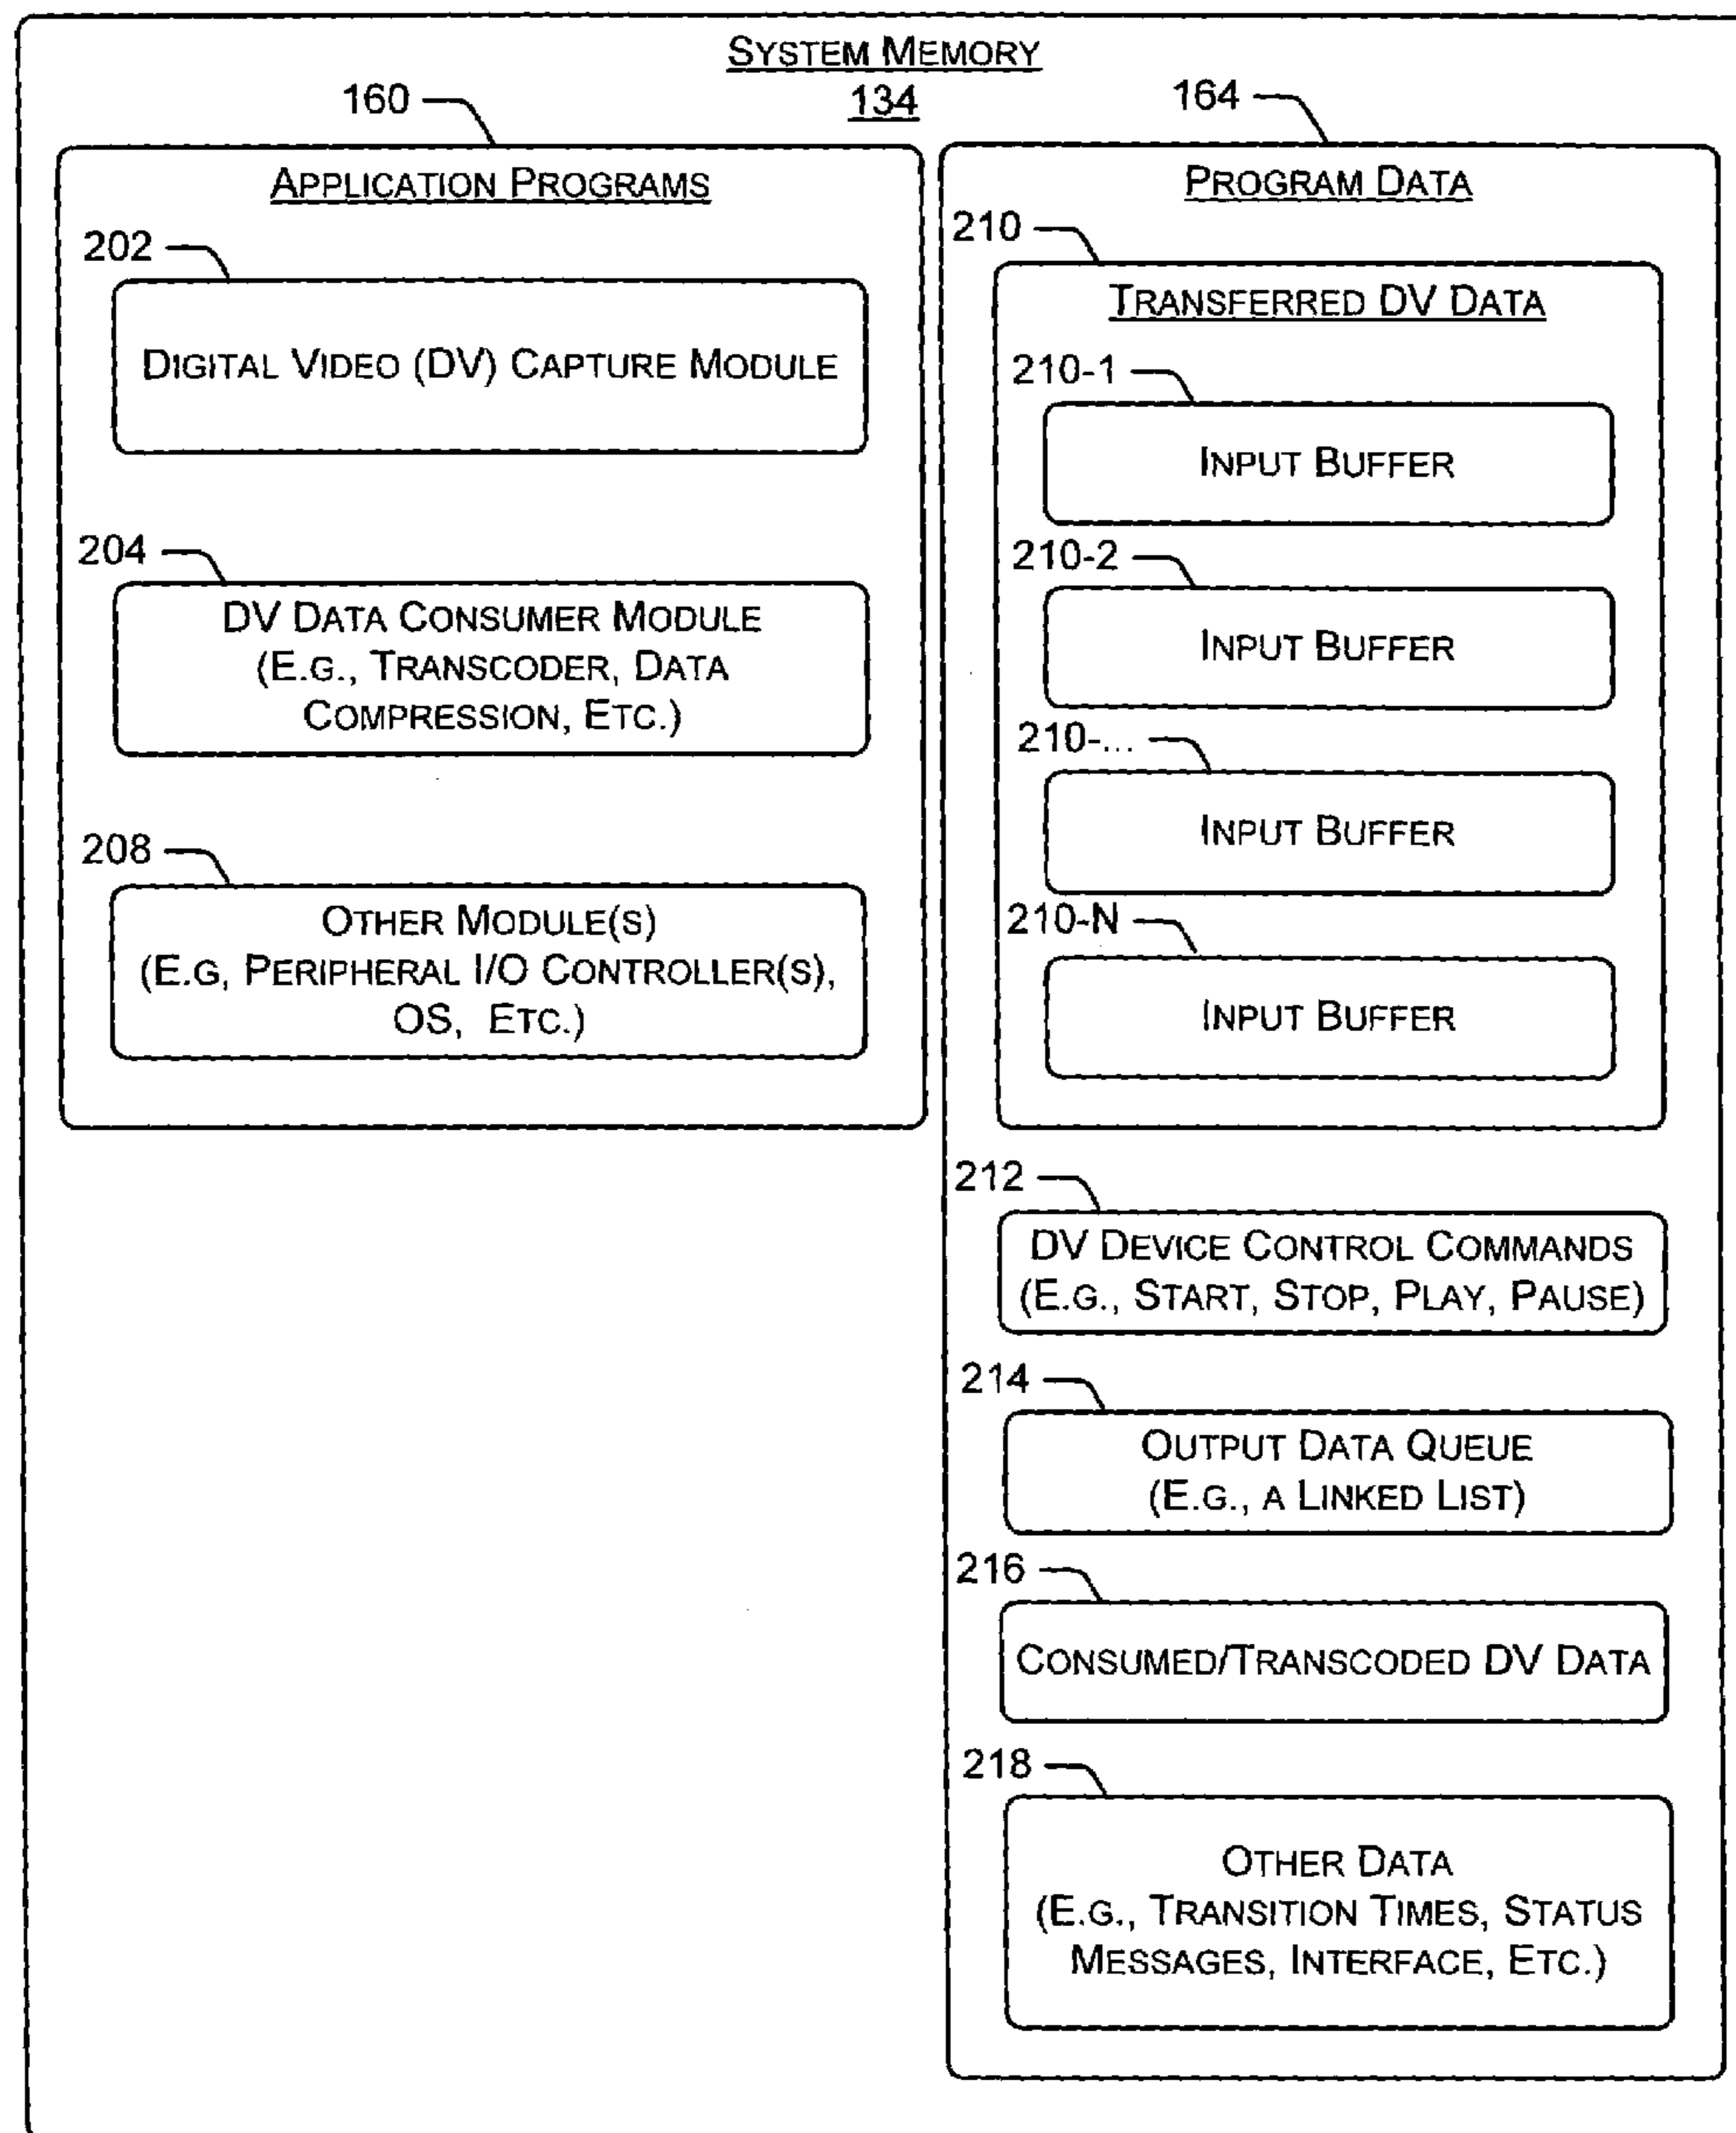 SYSTEM MEMORY
134
160
APPLICATION PROGRAMS
202
DIGITAL VIDEO (DV) CAPTURE MODULE
204
DV DATA CONSUMER MODULE
(E.G., TRANSCODER, DATA
COMPRESSION, ETC.)
208
OTHER MODULE(S)
(E.G, PERIPHERAL I/O CONTROLLER(S),
OS, ETC.)
164
PROGRAM DATA
210
TRANSFERRED DV DATA
210-1
INPUT BUFFER
210-2
INPUT BUFFER
210-...
INPUT BUFFER
210-N
INPUT BUFFER
212
DV DEVICE CONTROL COMMANDS
(E.G., START, STOP, PLAY, PAUSE)
214
OUTPUT DATA QUEUE
(E.G., A LINKED LIST)
216
CONSUMED/TRANSCODED DV DATA
218
OTHER DATA
(E.G., TRANSITION TIMES, STATUS
MESSAGES, INTERFACE, ETC.)